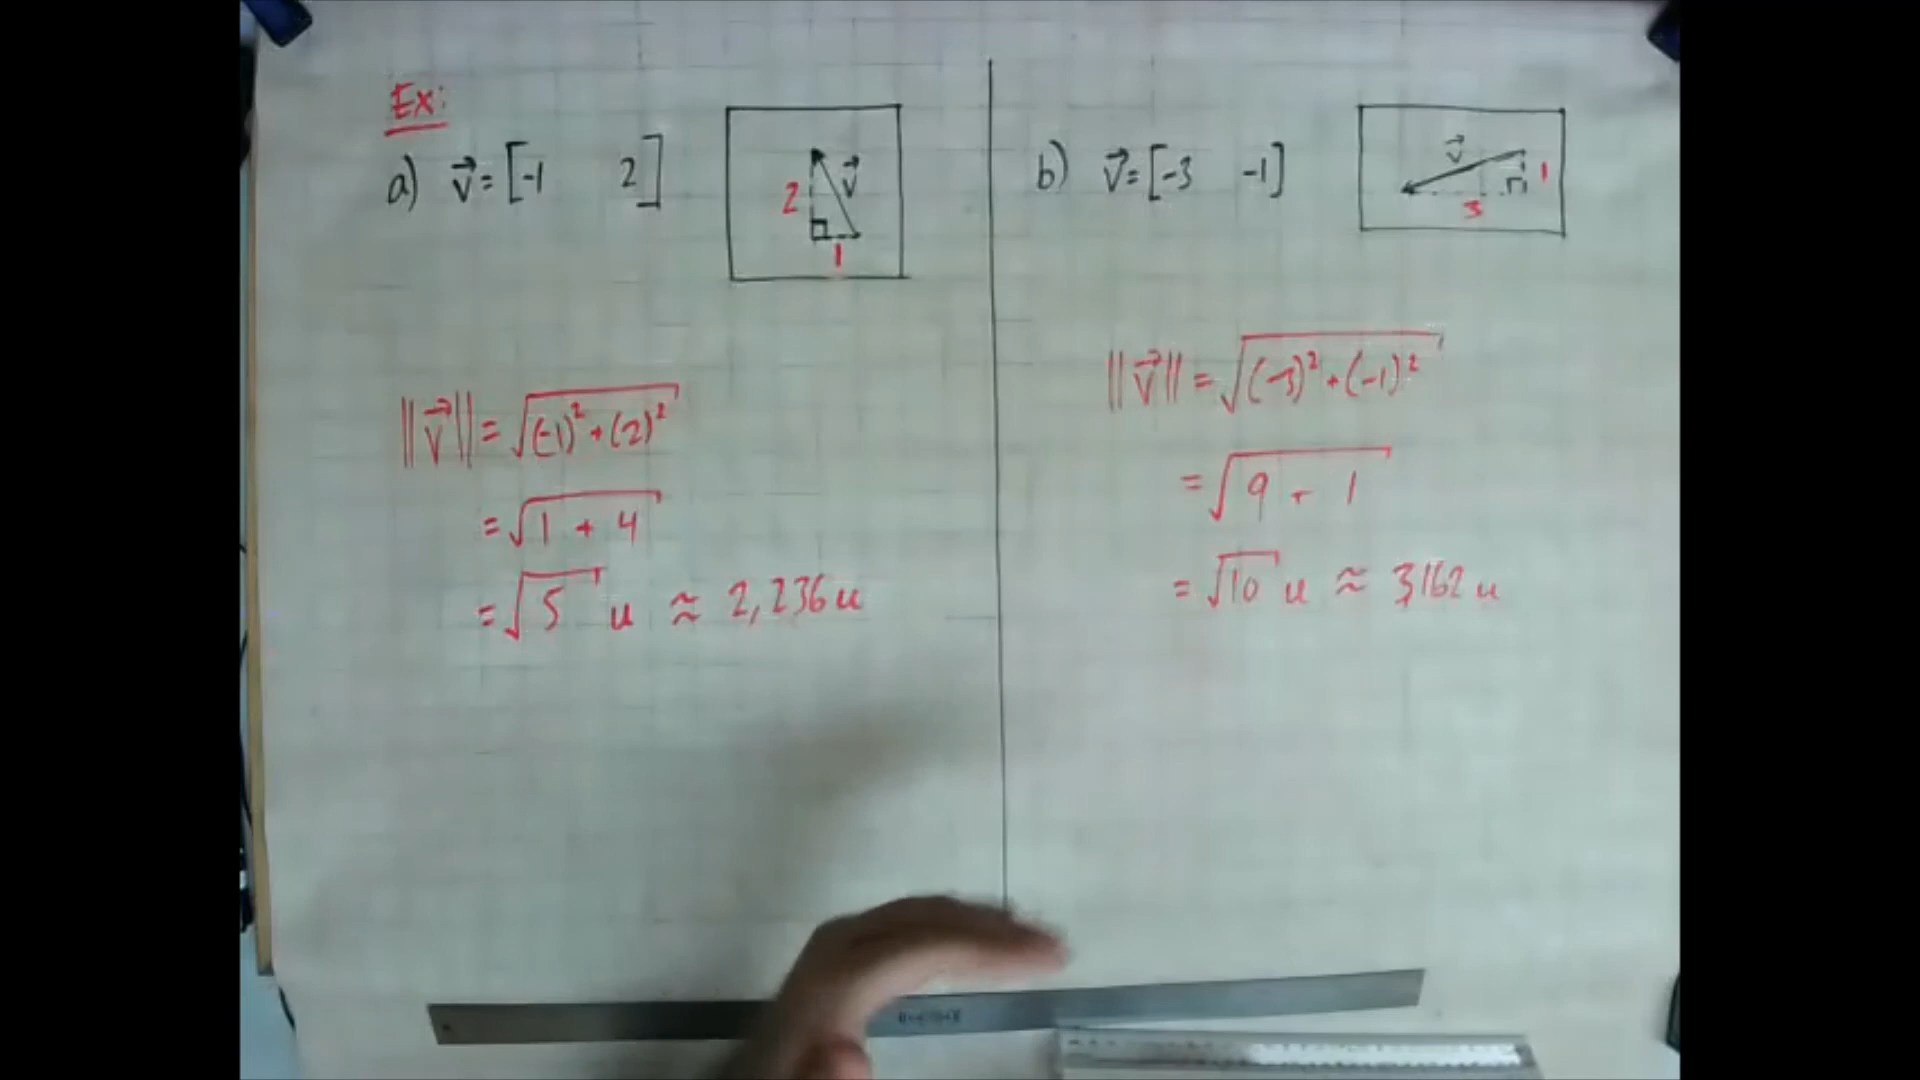 Ex:
a) v⃗ = [-1 2]
2
v⃗
1
||v⃗|| = √((-1)² + (2)²)
= √(1 + 4)
= √5 u ≈ 2,236 u
b) v⃗ = [-3 -1]
v⃗
1
3
||v⃗|| = √((-3)² + (-1)²)
= √(9 + 1)
= √10 u ≈ 3,162 u